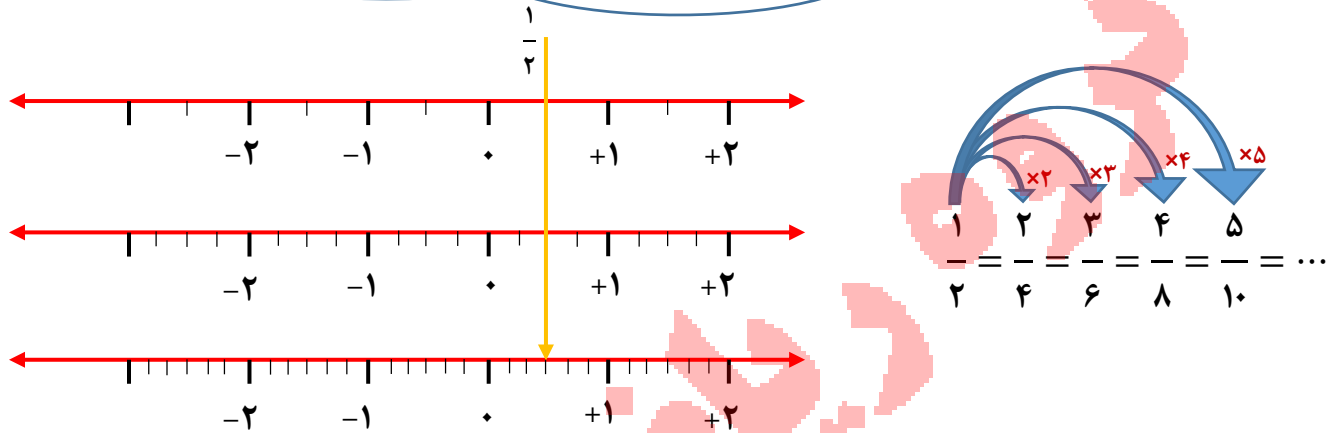 ۱
۲
−۲ −۱ ۰ +۱ +۲
−۲ −۱ ۰ +۱ +۲
−۲ −۱ ۰ +۱ +۲
×۲ ×۳ ×۴ ×۵
۱/۲ = ۲/۴ = ۳/۶ = ۴/۸ = ۵/۱۰ = ...